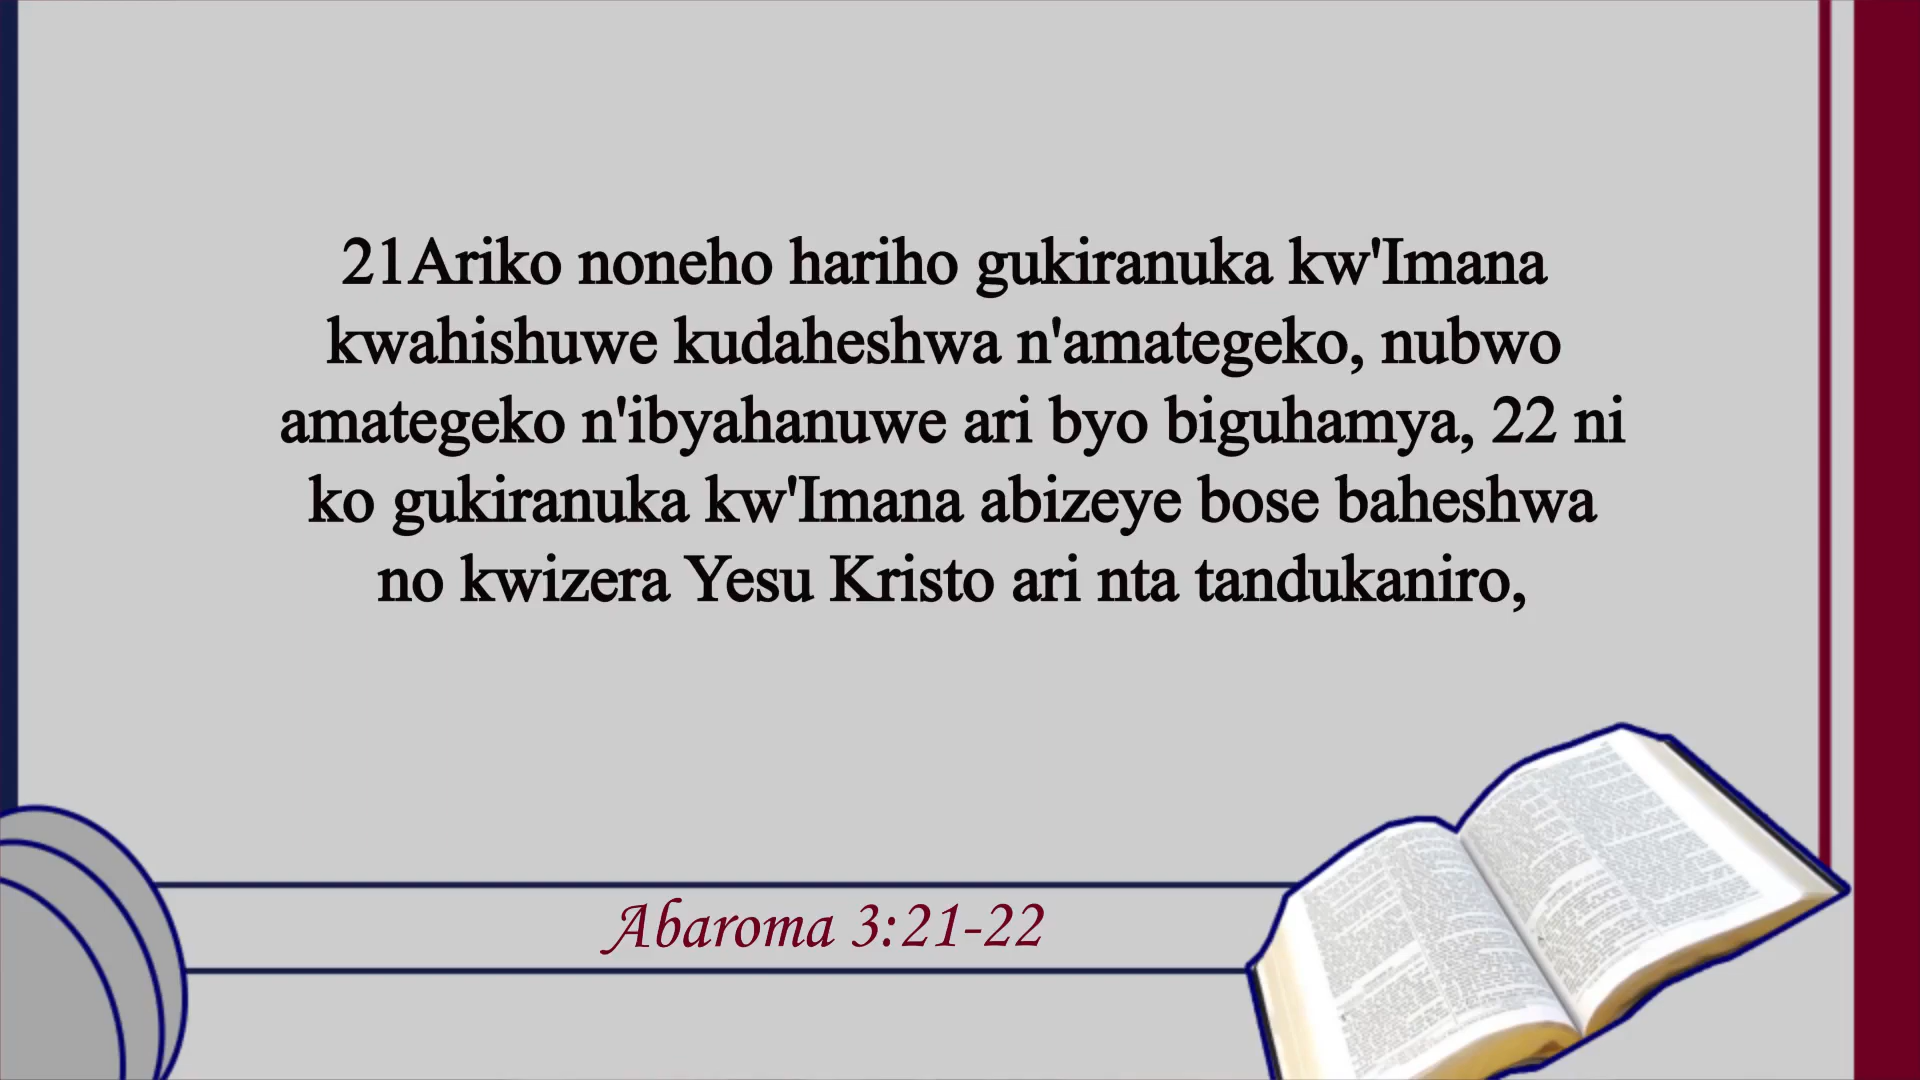 21Ariko noneho hariho gukiranuka kw'Imana
kwahishuwe kudaheshwa n'amategeko, nubwo
amategeko n'ibyahanuwe ari byo biguhamya, 22 ni
ko gukiranuka kw'Imana abizeye bose baheshwa
no kwizera Yesu Kristo ari nta tandukaniro,
Abaroma 3:21-22